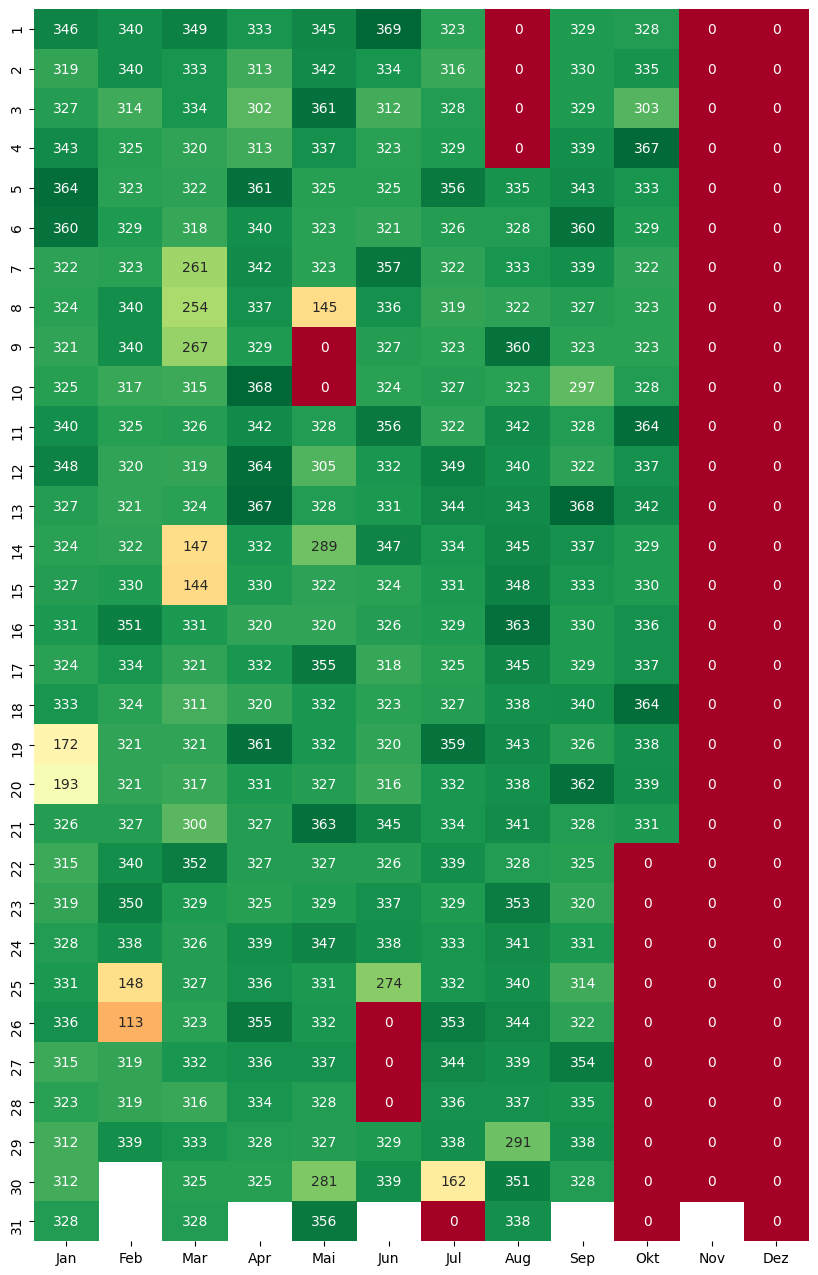 1 346 340 349 333 345 369 323 0 329 328 0 0
2 319 340 333 313 342 334 316 0 330 335 0 0
3 327 314 334 302 361 312 328 0 329 303 0 0
4 343 325 320 313 337 323 329 0 339 367 0 0
5 364 323 322 361 325 325 356 335 343 333 0 0
6 360 329 318 340 323 321 326 328 360 329 0 0
7 322 323 261 342 323 357 322 333 339 322 0 0
8 324 340 254 337 145 336 319 322 327 323 0 0
9 321 340 267 329 0 327 323 360 323 323 0 0
10 325 317 315 368 0 324 327 323 297 328 0 0
11 340 325 326 342 328 356 322 342 328 364 0 0
12 348 320 319 364 305 332 349 340 322 337 0 0
13 327 321 324 367 328 331 344 343 368 342 0 0
14 324 322 147 332 289 347 334 345 337 329 0 0
15 327 330 144 330 322 324 331 348 333 330 0 0
16 331 351 331 320 320 326 329 363 330 336 0 0
17 324 334 321 332 355 318 325 345 329 337 0 0
18 333 324 311 320 332 323 327 338 340 364 0 0
19 172 321 321 361 332 320 359 343 326 338 0 0
20 193 321 317 331 327 316 332 338 362 339 0 0
21 326 327 300 327 363 345 334 341 328 331 0 0
22 315 340 352 327 327 326 339 328 325 0 0 0
23 319 350 329 325 329 337 329 353 320 0 0 0
24 328 338 326 339 347 338 333 341 331 0 0 0
25 331 148 327 336 331 274 332 340 314 0 0 0
26 336 113 323 355 332 0 353 344 322 0 0 0
27 315 319 332 336 337 0 344 339 354 0 0 0
28 323 319 316 334 328 0 336 337 335 0 0 0
29 312 339 333 328 327 329 338 291 338 0 0 0
30 312 325 325 281 339 162 351 328 0 0 0
31 328 328 356 0 338 0 0
Jan Feb Mar Apr Mai Jun Jul Aug Sep Okt Nov Dez